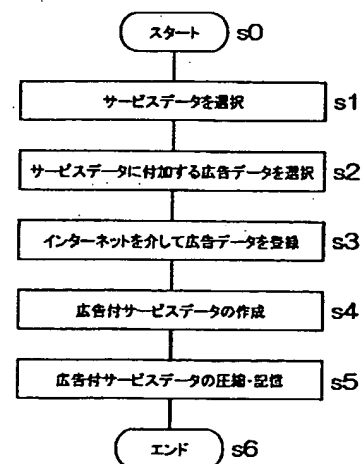 スタート s0
サービスデータを選択 s1
サービスデータに付加する広告データを選択 s2
インターネットを介して広告データを登録 s3
広告付サービスデータの作成 s4
広告付サービスデータの圧縮・記憶 s5
エンド s6